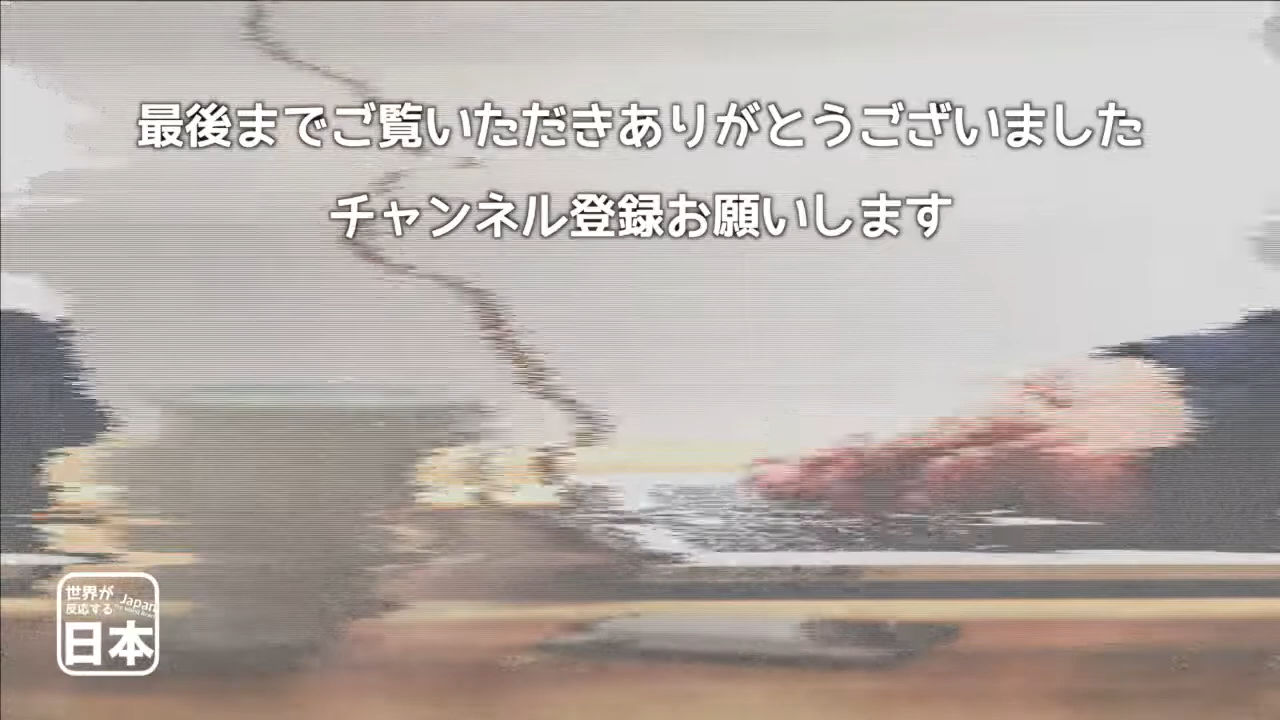 最後までご覧いただきありがとうございました
チャンネル登録お願いします
世界が
反応する
Japan
日本